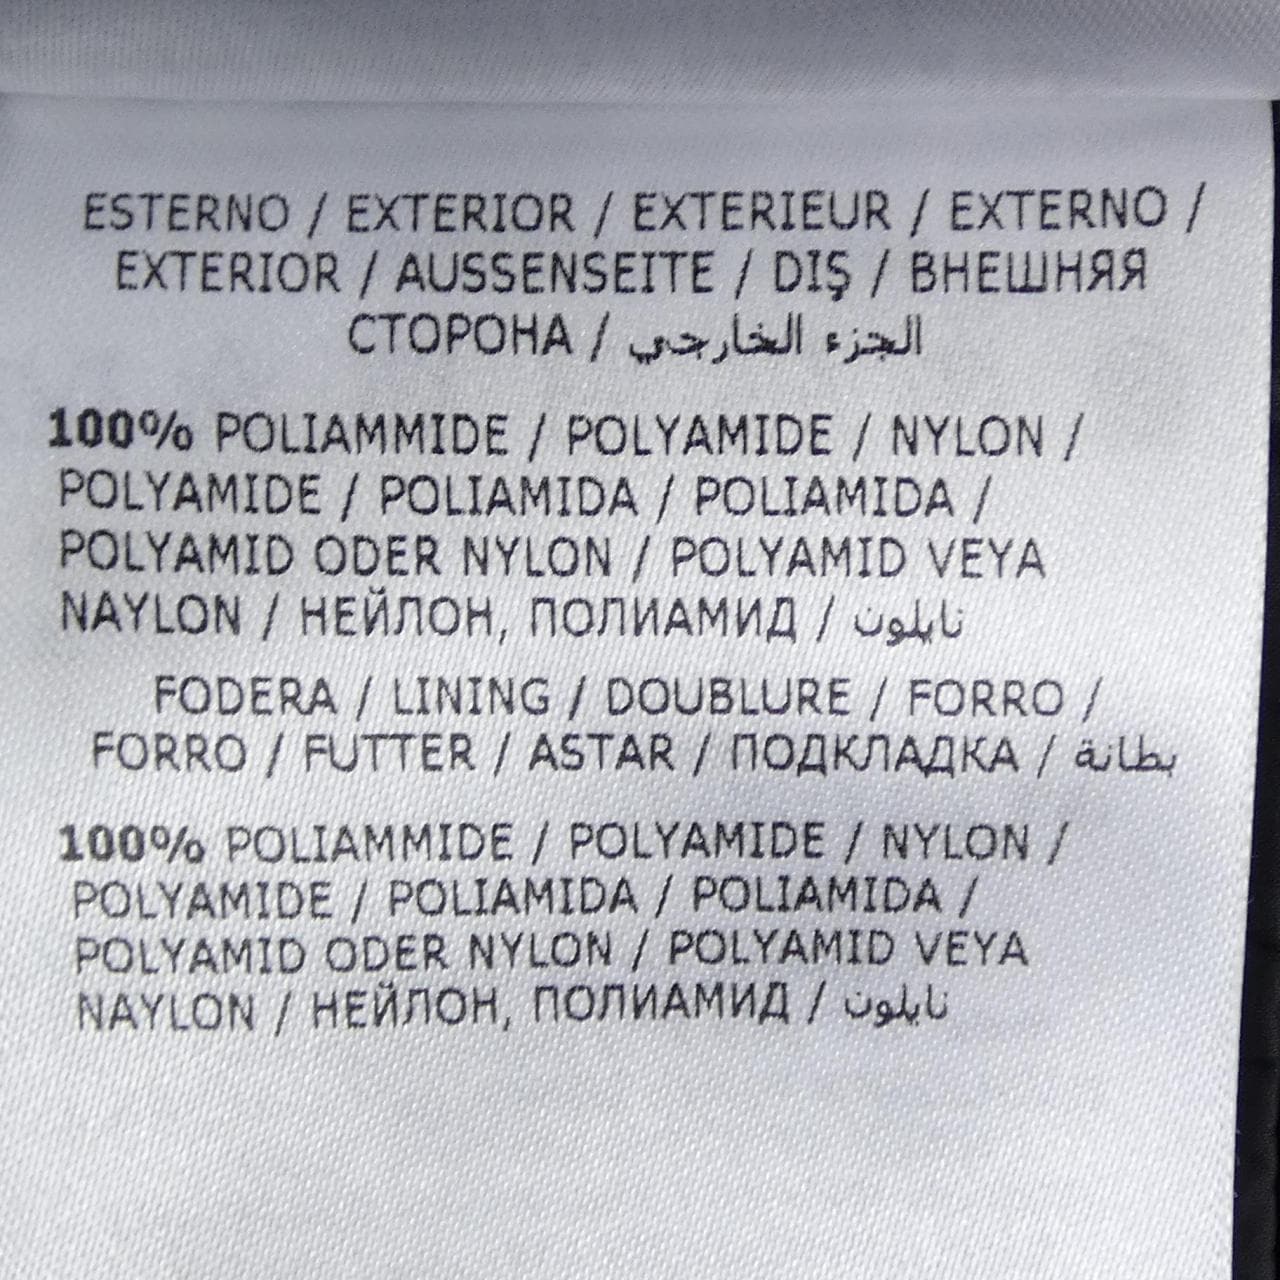 ESTERNO / EXTERIOR / EXTERIEUR / EXTERNO /
EXTERIOR / AUSSENSEITE / DIŞ / ВНЕШНЯЯ
СТОРОНА / الجزء الخارجي
100% POLIAMMIDE / POLYAMIDE / NYLON /
POLYAMIDE / POLIAMIDA / POLIAMIDA /
POLYAMID ODER NYLON / POLYAMID VEYA
NAYLON / НЕЙЛОН, ПОЛИАМИД / نايلون
FODERA / LINING / DOUBLURE / FORRO /
FORRO / FUTTER / ASTAR / ПОДКЛАДКА / بطانة
100% POLIAMMIDE / POLYAMIDE / NYLON /
POLYAMIDE / POLIAMIDA / POLIAMIDA /
POLYAMID ODER NYLON / POLYAMID VEYA
NAYLON / НЕЙЛОН, ПОЛИАМИД / نايلون